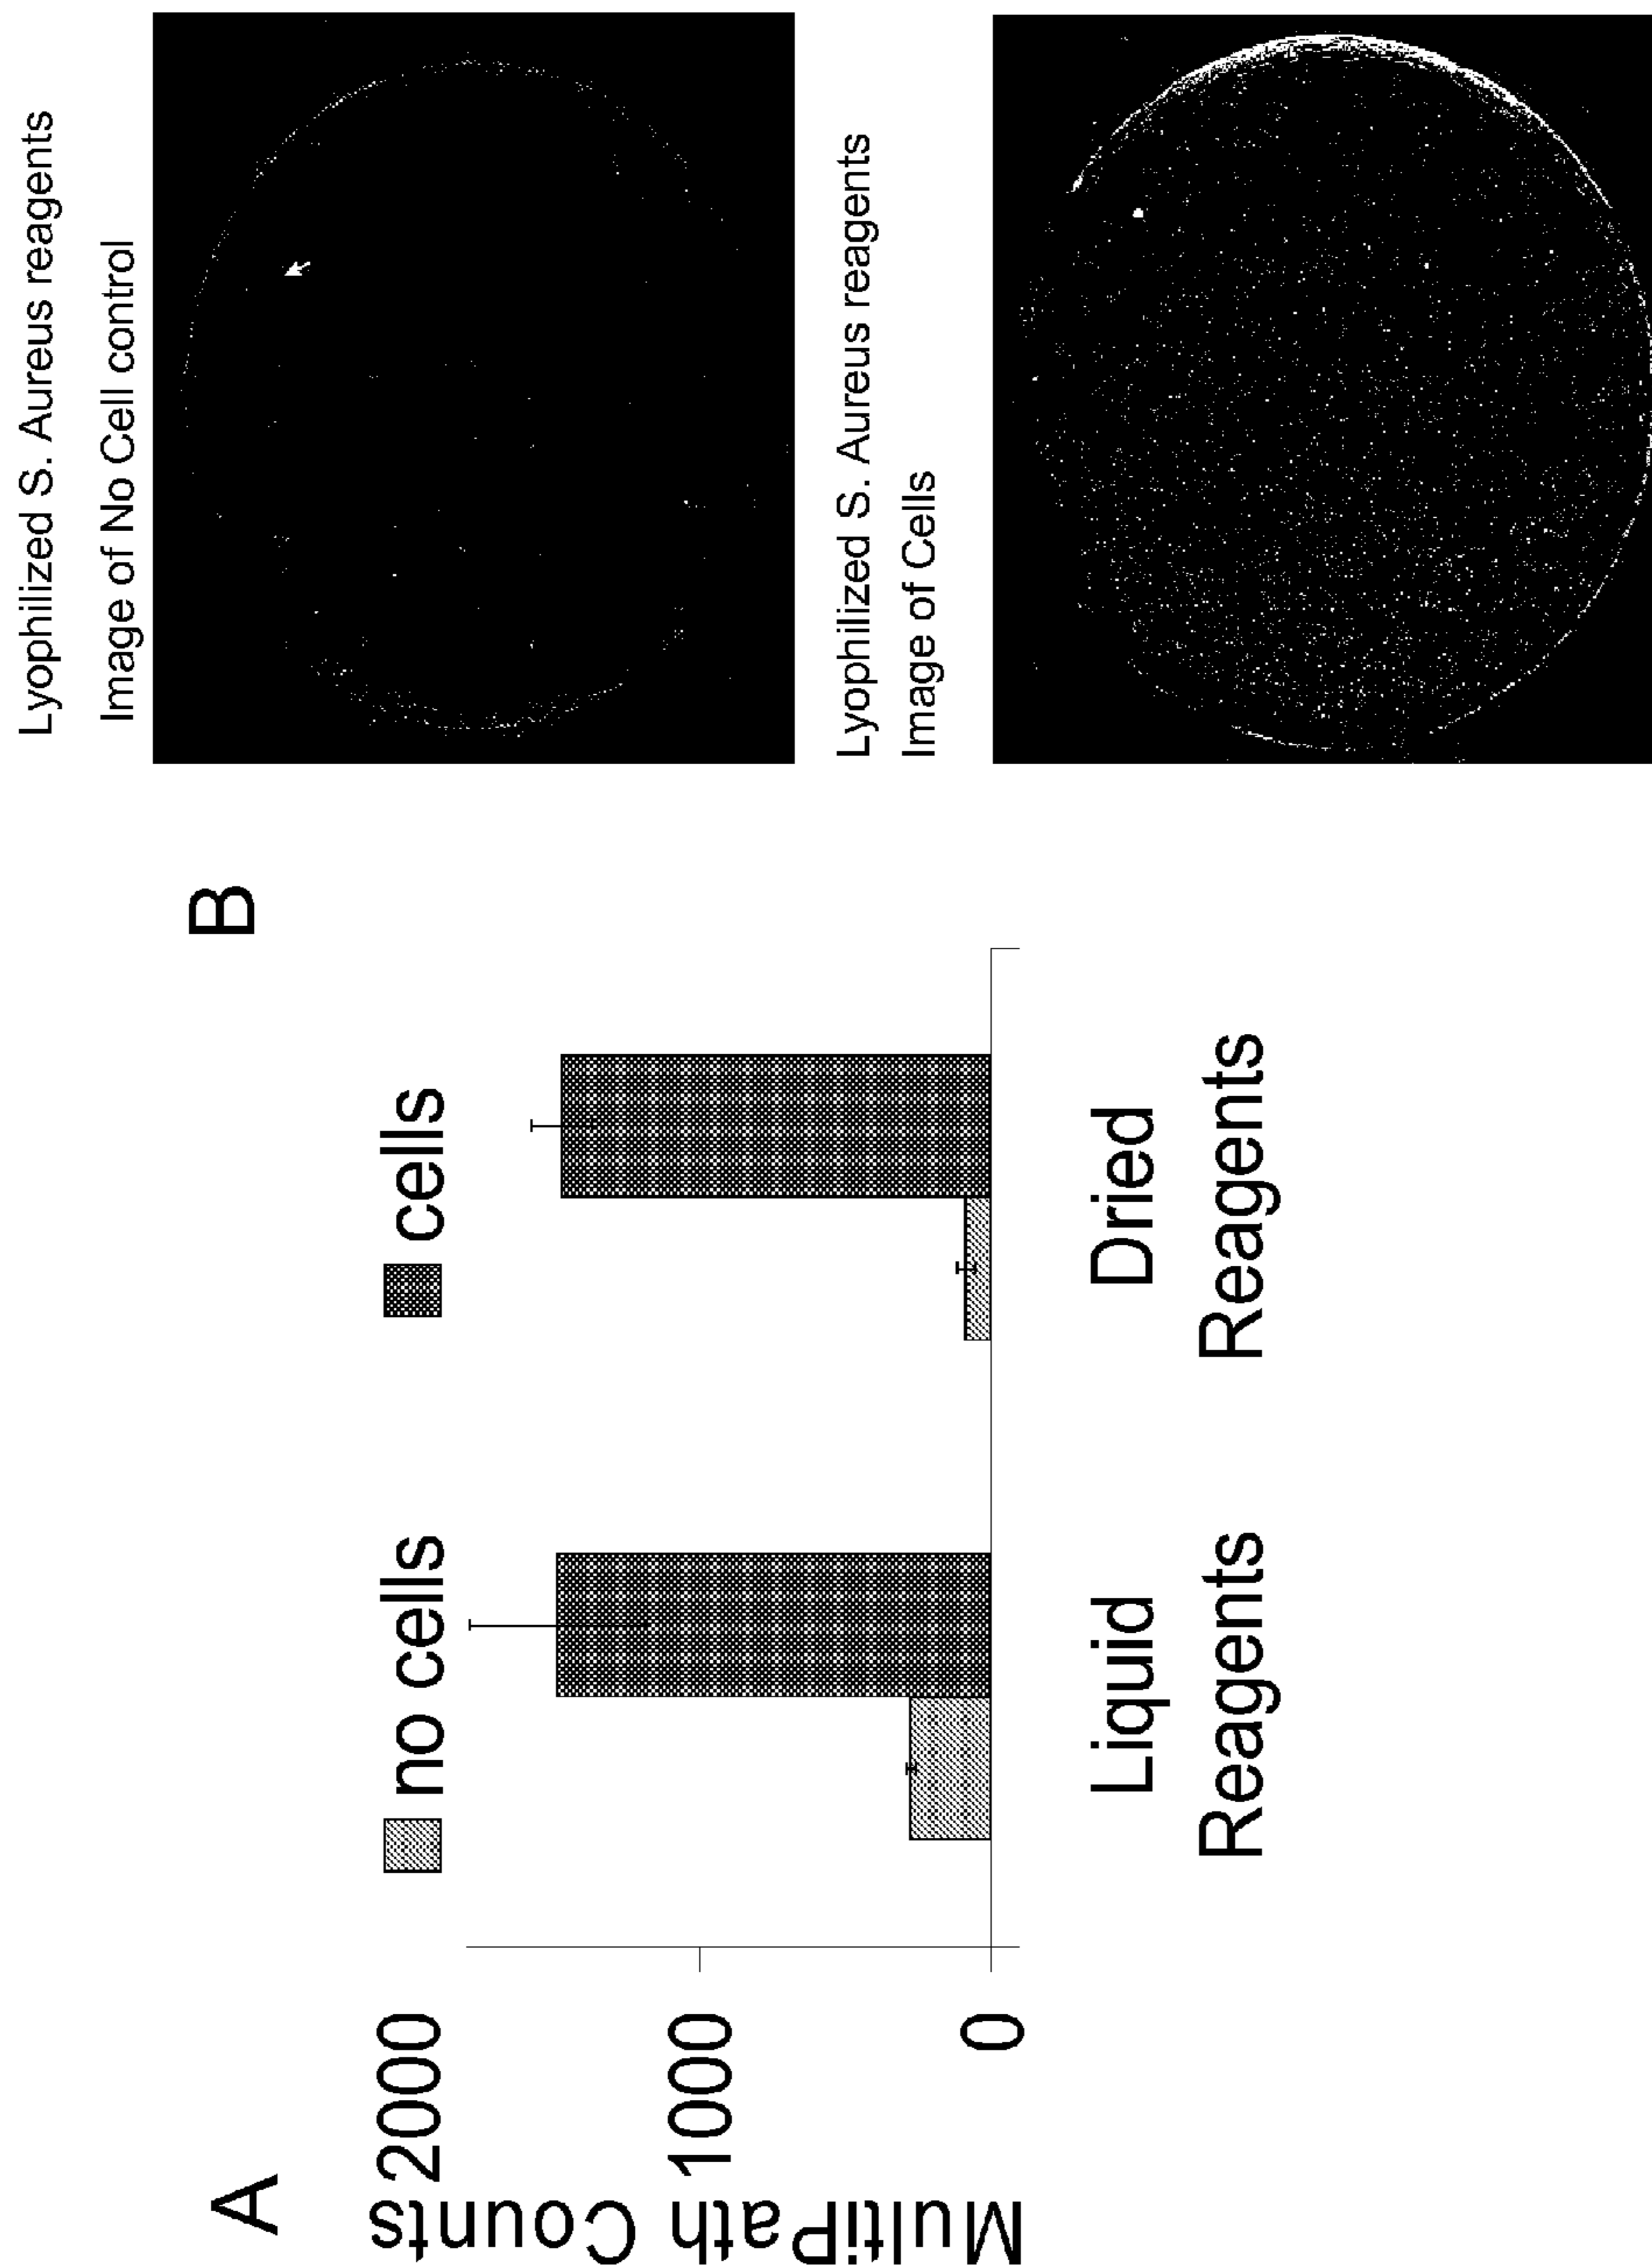 A
MultiPath Counts
2000
1000
0
no cells
cells
Liquid
Reagents
Dried
Reagents
B
Lyophilized S. Aureus reagents
Image of No Cell control
Lyophilized S. Aureus reagents
Image of Cells